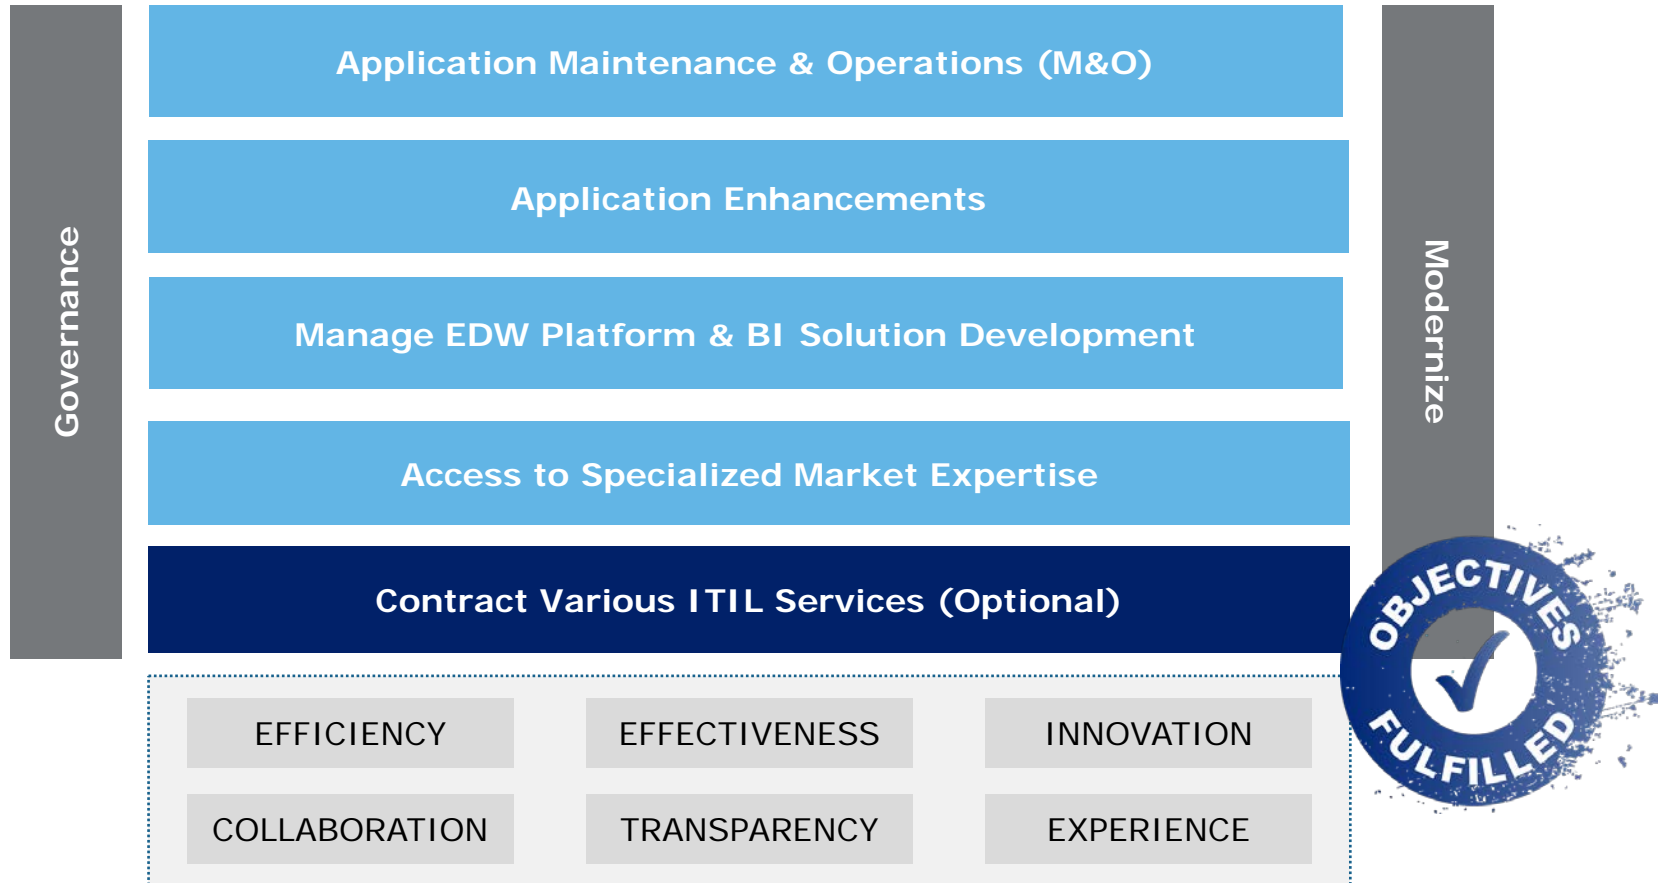 Governance
Application Maintenance & Operations (M&O)
Application Enhancements
Manage EDW Platform & BI Solution Development
Access to Specialized Market Expertise
Contract Various ITIL Services (Optional)
Modernize
OBJECTIVES
FULFILLED
EFFICIENCY
EFFECTIVENESS
INNOVATION
COLLABORATION
TRANSPARENCY
EXPERIENCE